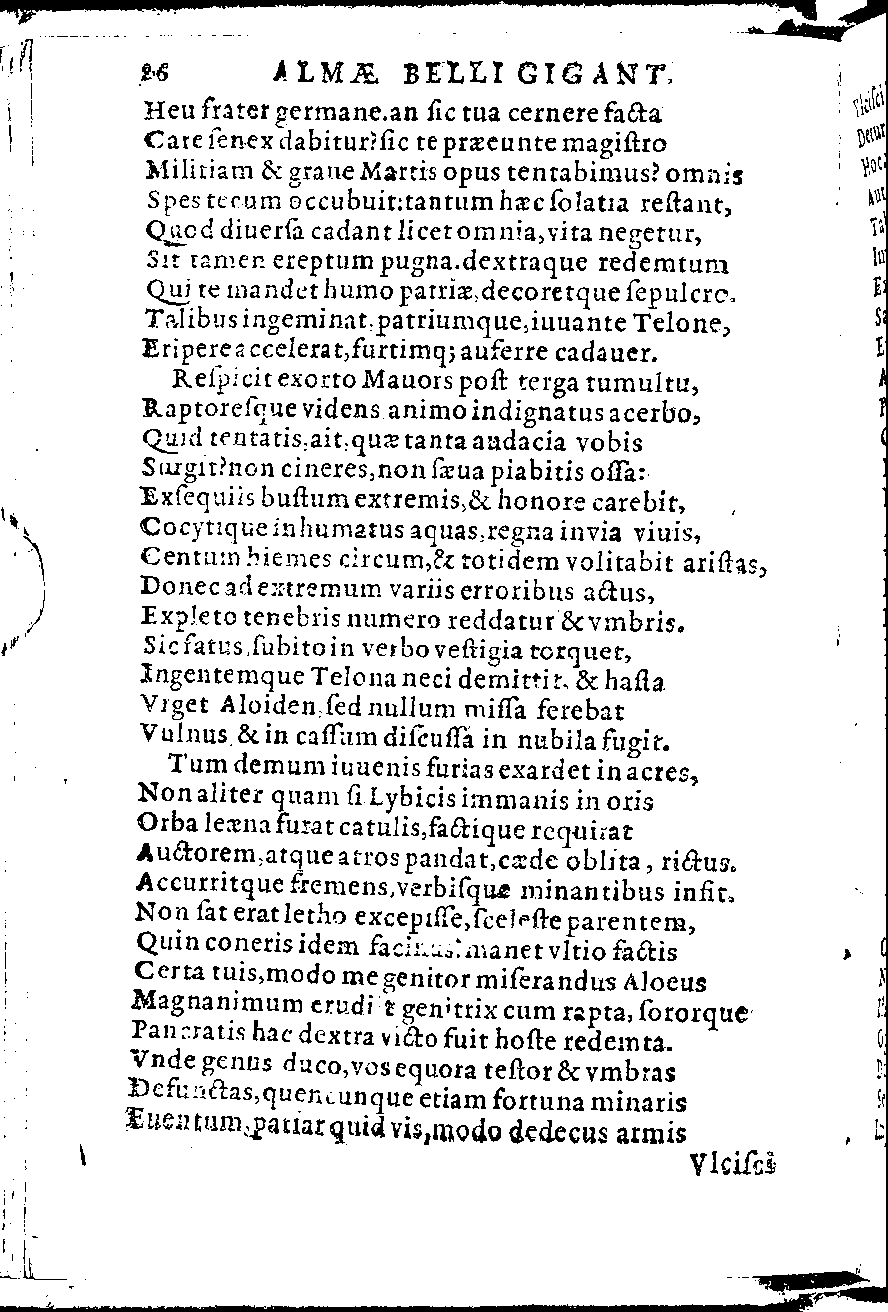 26 ALMÆ BELLI GIGANT.
Heu frater germane.an ſic tua cernere facta
Care ſenex dabitur?ſic te præeunte magiſtro
Militiam & graue Martis opus tentabimus? omnis
Spes tecum occubuit:tantum hæc ſolatia reſtant,
Quod diuerſa cadant licet omnia,vita negetur,
Sit tamen ereptum pugna.dextraque redemtum
Qui te mandet humo patriæ,decoretque ſepulcro.
Talibus ingeminat.patriumque,iuuante Telone,
Eripere accelerat,furtimq; auferre cadauer.
Reſpicit exorto Mauors poſt terga tumultu,
Raptoreſque videns animo indignatus acerbo,
Quid tentatis,ait,quæ tanta audacia vobis
Surgit?non cineres,non ſæua piabitis oſſa:
Exſequiis buſtum extremis,& honore carebit,
Cocytique inhumatus aquas,regna invia viuis,
Centum hiemes circum,& totidem volitabit ariſtas,
Donec ad extremum variis erroribus actus,
Expleto tenebris numero reddatur & vmbris.
Sic fatus,ſubito in verbo veſtigia torquet,
Ingentemque Telona neci demittit. & haſta
Vrget Aloiden,ſed nullum miſſa ferebat
Vulnus & in caſſum diſcuſſa in nubila fugit.
Tum demum iuuenis furias exardet in acres,
Non aliter quam ſi Lybicis immanis in oris
Orba leæna furat catulis,factique requirat
Auctorem,atque atros pandat,cæde oblita, rictus.
Accurritque fremens,verbiſque minantibus infit.
Non ſat erat letho excepiſſe,ſceleſte parentem,
Quin coneris idem facinus?manet vltio factis
Certa tuis,modo me genitor miſerandus Aloeus
Magnanimum erudi t genitrix cum rapta, ſororque
Pancratis hac dextra victo fuit hoſte redemta.
Vnde genus duco,vos equora teſtor & vmbras
Defunctas,quencunque etiam fortuna minaris
Euentum,patiar quid vis,modo dedecus armis
Vlciſci